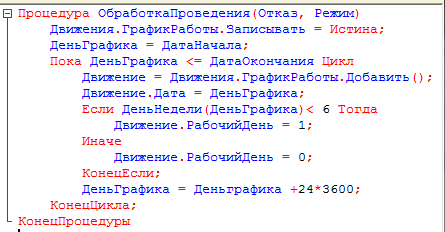 Процедура ОбработкаПроведения(Отказ, Режим)
Движения.ГрафикРаботы.Записывать = Истина;
ДеньГрафика = ДатаНачала;
Пока ДеньГрафика <= ДатаОкончания Цикл
Движение = Движения.ГрафикРаботы.Добавить();
Движение.Дата = ДеньГрафика;
Если ДеньНедели(ДеньГрафика)< 6 Тогда
Движение.РабочийДень = 1;
Иначе
Движение.РабочийДень = 0;
КонецЕсли;
ДеньГрафика = Деньграфика +24*3600;
КонецЦикла;
КонецПроцедуры